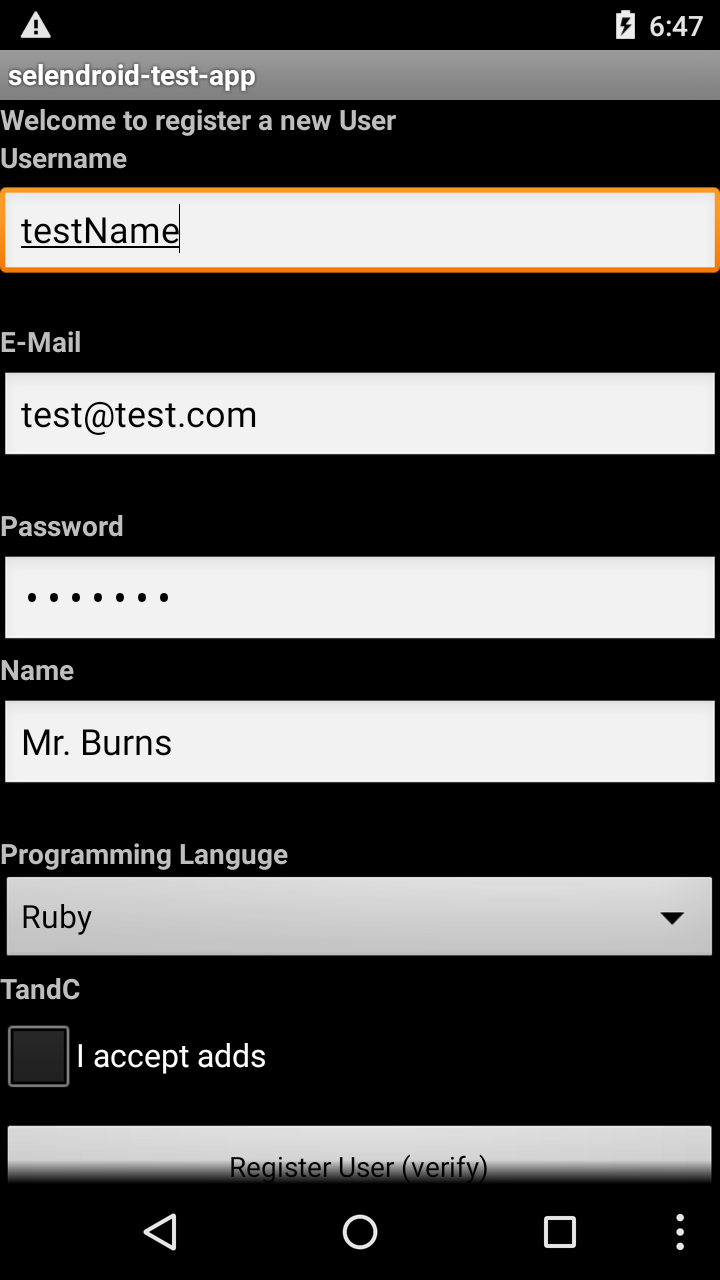 6:47
selendroid-test-app
Welcome to register a new User
Username
testName
E-Mail
test@test.com
Password
•••••••
Name
Mr. Burns
Programming Languge
Ruby
TandC
I accept adds
Register User (verify)